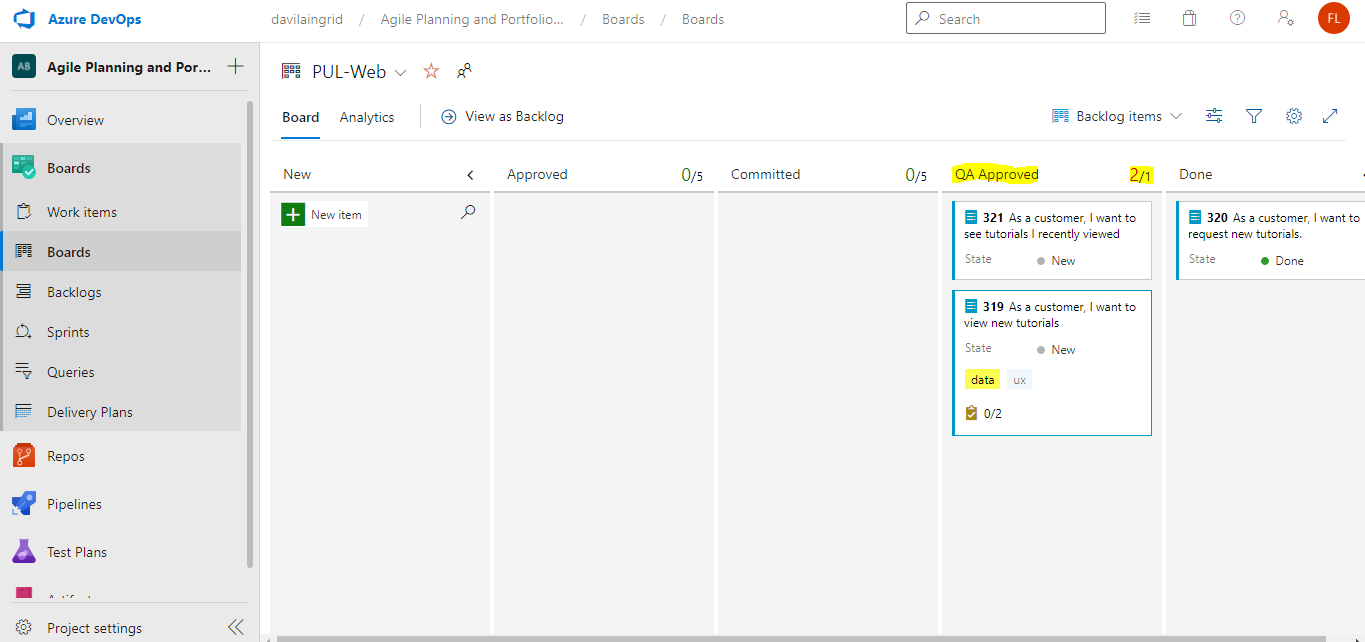 Azure DevOps
davilaingrid / Agile Planning and Portfolio... / Boards / Boards
Search
FL
AB Agile Planning and Por...
Overview
Boards
Work items
Boards
Backlogs
Sprints
Queries
Delivery Plans
Repos
Pipelines
Test Plans
Project settings
PUL-Web
Board Analytics View as Backlog
Backlog items
New
New item
Approved 0/5
Committed 0/5
QA Approved 2/1
321 As a customer, I want to
see tutorials I recently viewed
State New
319 As a customer, I want to
view new tutorials
State New
data ux
0/2
Done
320 As a customer, I want to
request new tutorials.
State Done